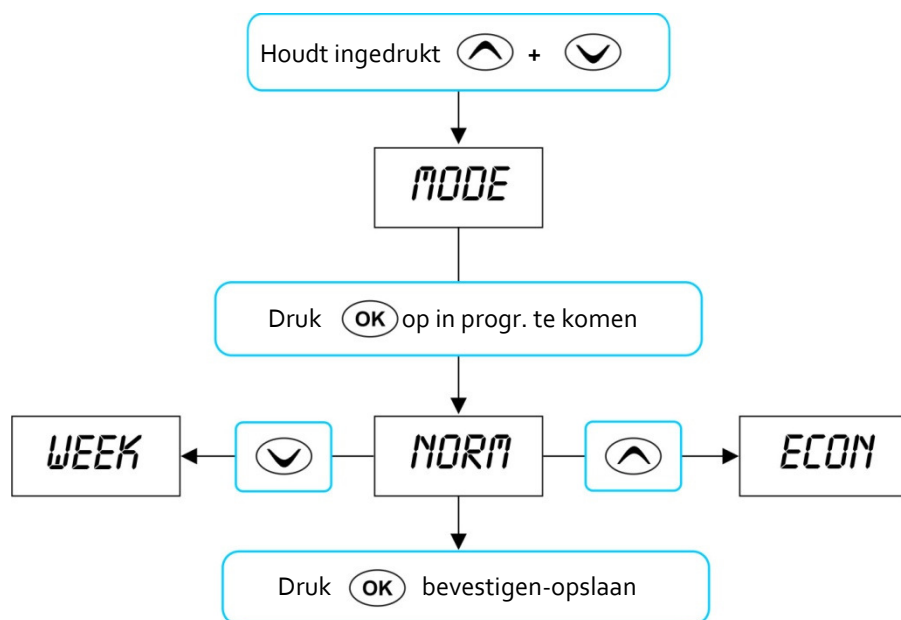 Houdt ingedrukt +
MODE
Druk OK op in progr. te komen
WEEK NORM ECON
Druk OK bevestigen-opslaan